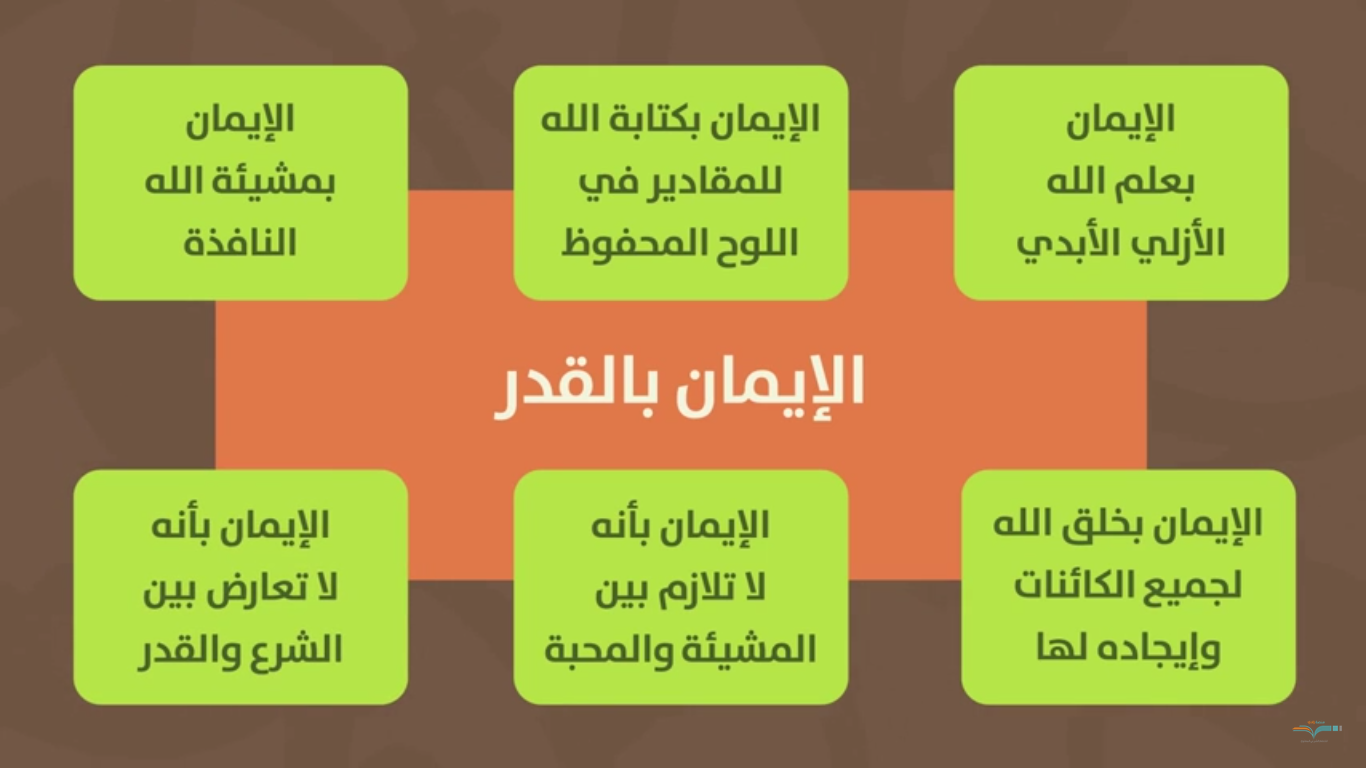 الإيمان
بعلم الله
الأزلي الأبدي
الإيمان بكتابة الله
للمقادير في
اللوح المحفوظ
الإيمان
بمشيئة الله
النافذة
الإيمان بالقدر
الإيمان بخلق الله
لجميع الكائنات
وإيجاده لها
الإيمان بأنه
لا تلازم بين
المشيئة والمحبة
الإيمان بأنه
لا تعارض بين
الشرع والقدر